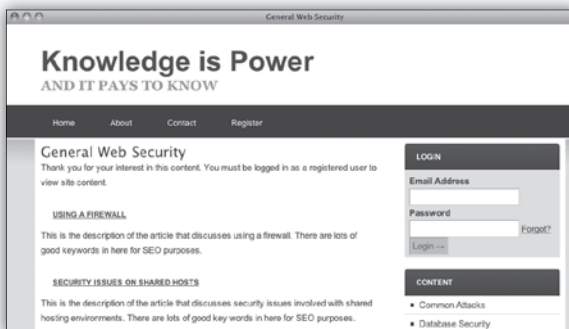 General Web Security
Knowledge is Power
AND IT PAYS TO KNOW
Home About Contact Register
General Web Security
Thank you for your interest in this content. You must be logged in as a registered user to
view site content.
USING A FIREWALL
This is the description of the article that discusses using a firewall. There are lots of
good keywords in here for SEO purposes.
SECURITY ISSUES ON SHARED HOSTS
This is the description of the article that discusses security issues involved with shared
hosting environments. There are lots of good key words in here for SEO purposes.
LOGIN
Email Address
Password
Forgot?
Login →
CONTENT
Common Attacks
Database Security